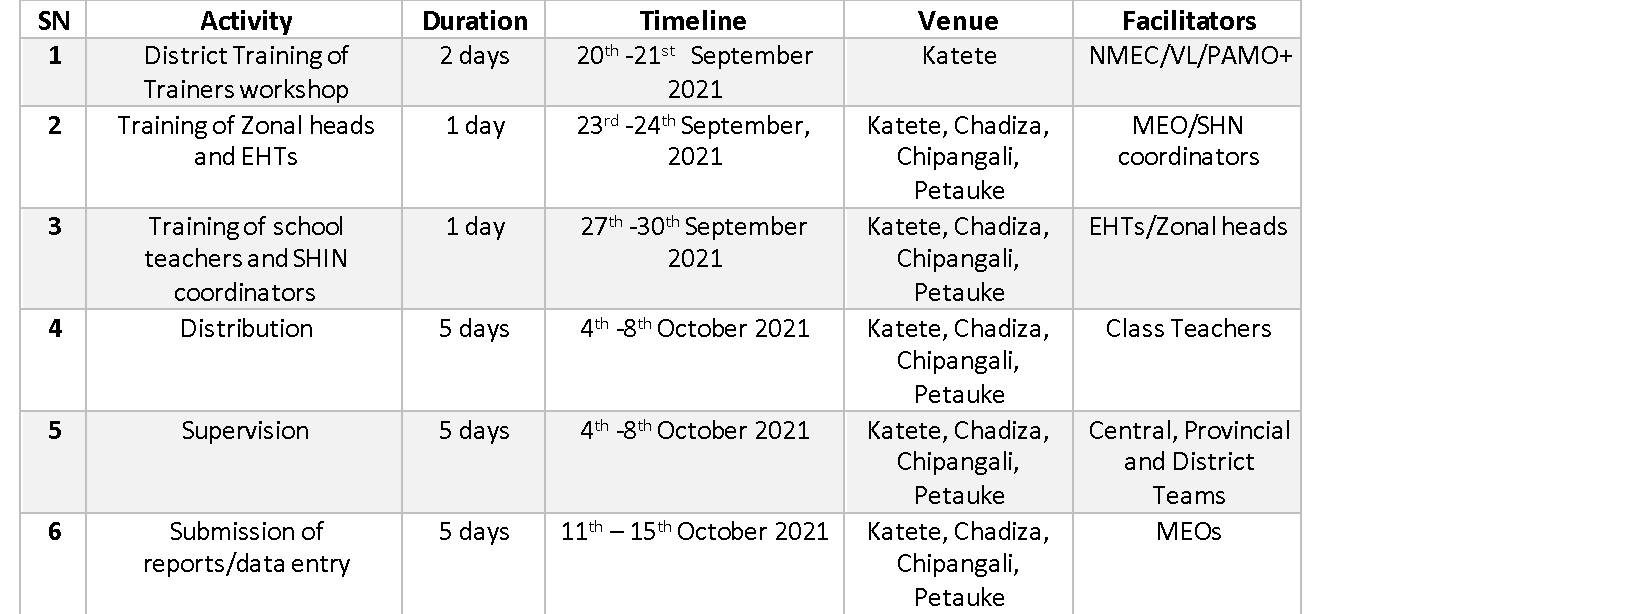 SN Activity Duration Timeline Venue Facilitators
1 District Training of Trainers workshop 2 days 20th -21st September 2021 Katete NMEC/VL/PAMO+
2 Training of Zonal heads and EHTs 1 day 23rd -24th September, 2021 Katete, Chadiza, Chipangali, Petauke MEO/SHN coordinators
3 Training of school teachers and SHIN coordinators 1 day 27th -30th September 2021 Katete, Chadiza, Chipangali, Petauke EHTs/Zonal heads
4 Distribution 5 days 4th -8th October 2021 Katete, Chadiza, Chipangali, Petauke Class Teachers
5 Supervision 5 days 4th -8th October 2021 Katete, Chadiza, Chipangali, Petauke Central, Provincial and District Teams
6 Submission of reports/data entry 5 days 11th – 15th October 2021 Katete, Chadiza, Chipangali, Petauke MEOs